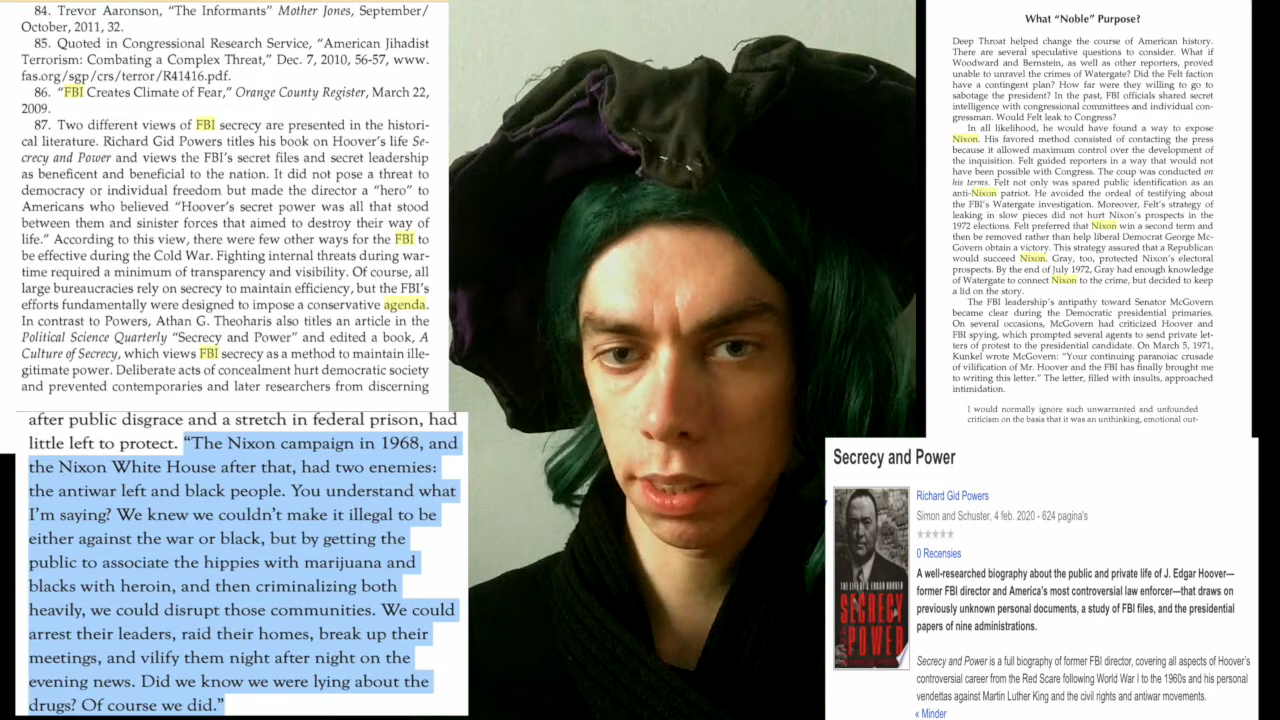 84. Trevor Aaronson, “The Informants” Mother Jones, September/
October, 2011, 32.
85. Quoted in Congressional Research Service, “American Jihadist
Terrorism: Combating a Complex Threat,” Dec. 7, 2010, 56-57, www.
fas.org/sgp/crs/terror/R41416.pdf.
86. “FBI Creates Climate of Fear,” Orange County Register, March 22,
2009.
87. Two different views of FBI secrecy are presented in the histori-
cal literature. Richard Gid Powers titles his book on Hoover’s life Se-
crecy and Power and views the FBI’s secret files and secret leadership
as beneficent and beneficial to the nation. It did not pose a threat to
democracy or individual freedom but made the director a “hero” to
Americans who believed “Hoover’s secret power was all that stood
between them and sinister forces that aimed to destroy their way of
life.” According to this view, there were few other ways for the FBI to
be effective during the Cold War. Fighting internal threats during war-
time required a minimum of transparency and visibility. Of course, all
large bureaucracies rely on secrecy to maintain efficiency, but the FBI’s
efforts fundamentally were designed to impose a conservative agenda.
In contrast to Powers, Athan G. Theoharis also titles an article in the
Political Science Quarterly “Secrecy and Power” and edited a book, A
Culture of Secrecy, which views FBI secrecy as a method to maintain ille-
gitimate power. Deliberate acts of concealment hurt democratic society
and prevented contemporaries and later researchers from discerning
after public disgrace and a stretch in federal prison, had
little left to protect. “The Nixon campaign in 1968, and
the Nixon White House after that, had two enemies:
the antiwar left and black people. You understand what
I’m saying? We knew we couldn’t make it illegal to be
either against the war or black, but by getting the
public to associate the hippies with marijuana and
blacks with heroin, and then criminalizing both
heavily, we could disrupt those communities. We could
arrest their leaders, raid their homes, break up their
meetings, and vilify them night after night on the
evening news. Did we know we were lying about the
drugs? Of course we did.”
What “Noble” Purpose?
Deep Throat helped change the course of American history.
There are several speculative questions to consider. What if
Woodward and Bernstein, as well as other reporters, proved
unable to unravel the crimes of Watergate? Did the Felt faction
have a contingent plan? How far were they willing to go to
sabotage the president? In the past, FBI officials shared secret
intelligence with congressional committees and individual con-
gressman. Would Felt leak to Congress?
In all likelihood, he would have found a way to expose
Nixon. His favored method consisted of contacting the press
because it allowed maximum control over the development of
the inquisition. Felt guided reporters in a way that would not
have been possible with Congress. The coup was conducted on
his terms. Felt not only was spared public identification as an
anti-Nixon patriot. He avoided the ordeal of testifying about
the FBI’s Watergate investigation. Moreover, Felt’s strategy of
leaking in slow pieces did not hurt Nixon’s prospects in the
1972 elections. Felt preferred that Nixon win a second term and
then be removed rather than help liberal Democrat George Mc-
Govern obtain a victory. This strategy assured that a Republican
would succeed Nixon. Gray, too, protected Nixon’s electoral
prospects. By the end of July 1972, Gray had enough knowledge
of Watergate to connect Nixon to the crime, but decided to keep
a lid on the story.
The FBI leadership’s antipathy toward Senator McGovern
became clear during the Democratic presidential primaries.
On several occasions, McGovern had criticized Hoover and
FBI spying, which prompted several agents to send private let-
ters of protest to the presidential candidate. On March 5, 1971,
Kunkel wrote McGovern: “Your continuing paranoiac crusade
of vilification of Mr. Hoover and the FBI has finally brought me
to writing this letter.” The letter, filled with insults, approached
intimidation.
I would normally ignore such unwarranted and unfounded
criticism on the basis that it was an unthinking, emotional out-
Secrecy and Power
Richard Gid Powers
Simon and Schuster, 4 feb. 2020 - 624 pagina's
0 Recensies
A well-researched biography about the public and private life of J. Edgar Hoover—
former FBI director and America’s most controversial law enforcer—that draws on
previously unknown personal documents, a study of FBI files, and the presidential
papers of nine administrations.
Secrecy and Power is a full biography of former FBI director, covering all aspects of Hoover’s
controversial career from the Red Scare following World War I to the 1960s and his personal
vendettas against Martin Luther King and the civil rights and antiwar movements.
« Minder
THE LIFE OF J. EDGAR HOOVER
SECRECY
POWER